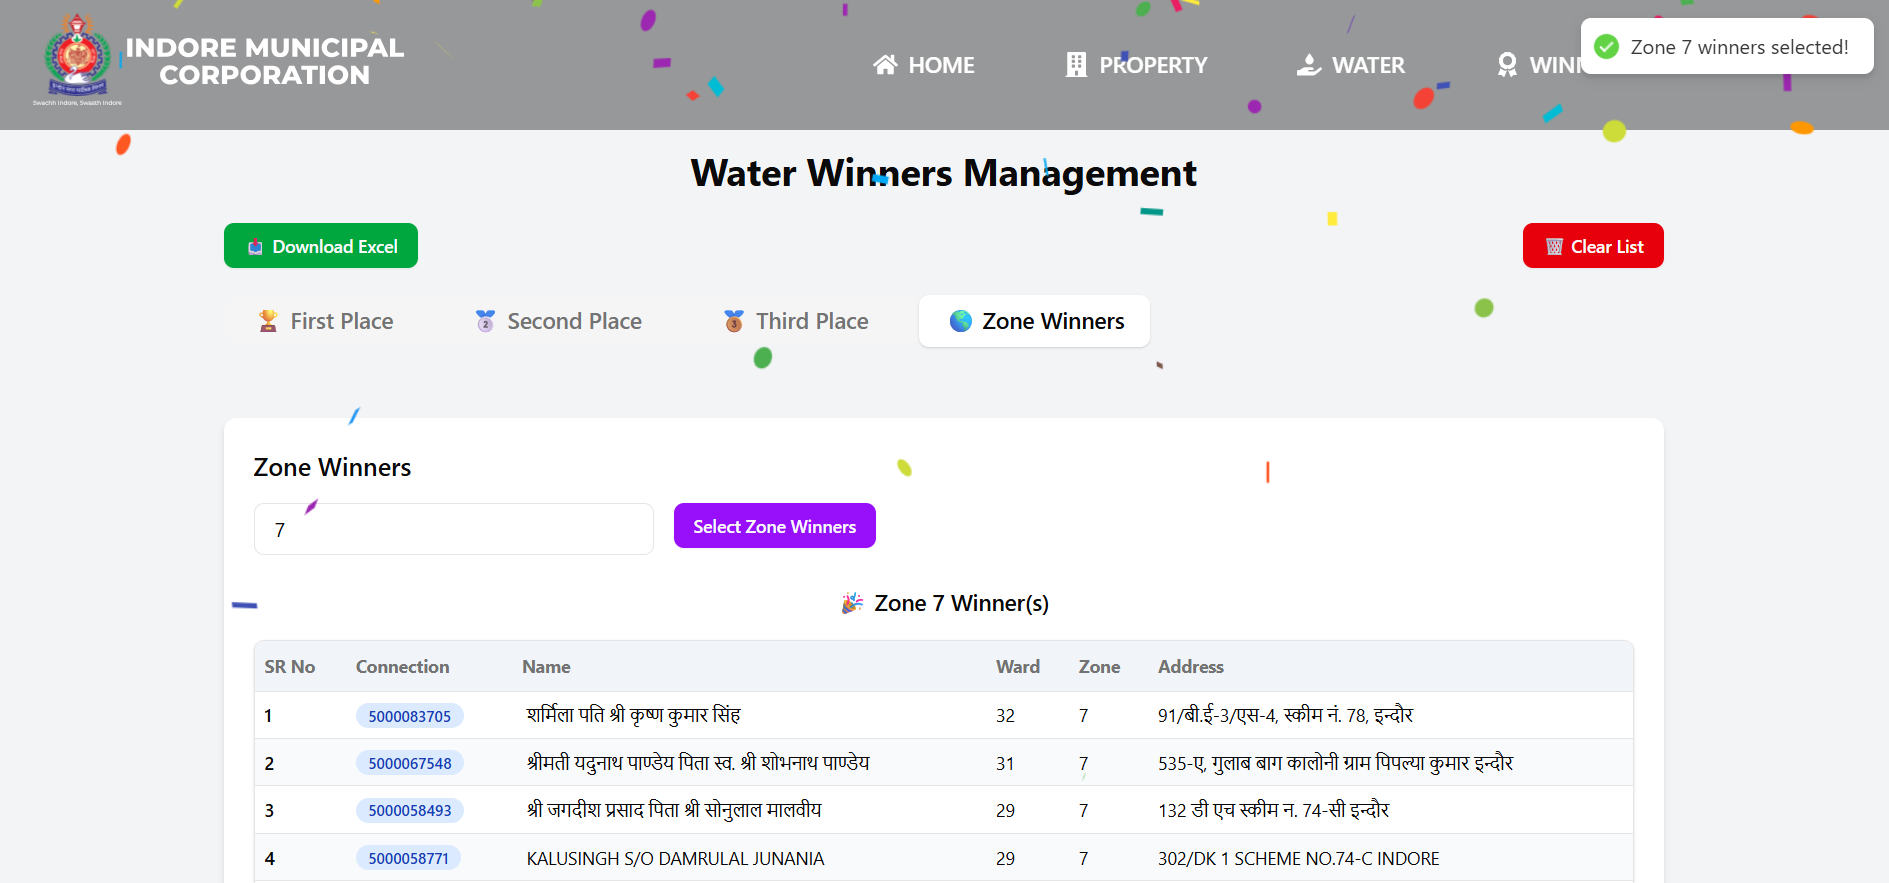 INDORE MUNICIPAL
CORPORATION
Swachh Indore, Swasth Indore
HOME
PROPERTY
WATER
WIN
Zone 7 winners selected!
Water Winners Management
Download Excel
Clear List
First Place
Second Place
Third Place
Zone Winners
Zone Winners
7
Select Zone Winners
Zone 7 Winner(s)
SR No Connection Name Ward Zone Address
1 5000083705 शर्मिला पति श्री कृष्ण कुमार सिंह 32 7 91/बी.ई-3/एस-4, स्कीम नं. 78, इन्दौर
2 5000067548 श्रीमती यदुनाथ पाण्डेय पिता स्व. श्री शोभनाथ पाण्डेय 31 7 535-ए, गुलाब बाग कालोनी ग्राम पिपल्या कुमार इन्दौर
3 5000058493 श्री जगदीश प्रसाद पिता श्री सोनुलाल मालवीय 29 7 132 डी एच स्कीम न. 74-सी इन्दौर
4 5000058771 KALUSINGH S/O DAMRULAL JUNANIA 29 7 302/DK 1 SCHEME NO.74-C INDORE